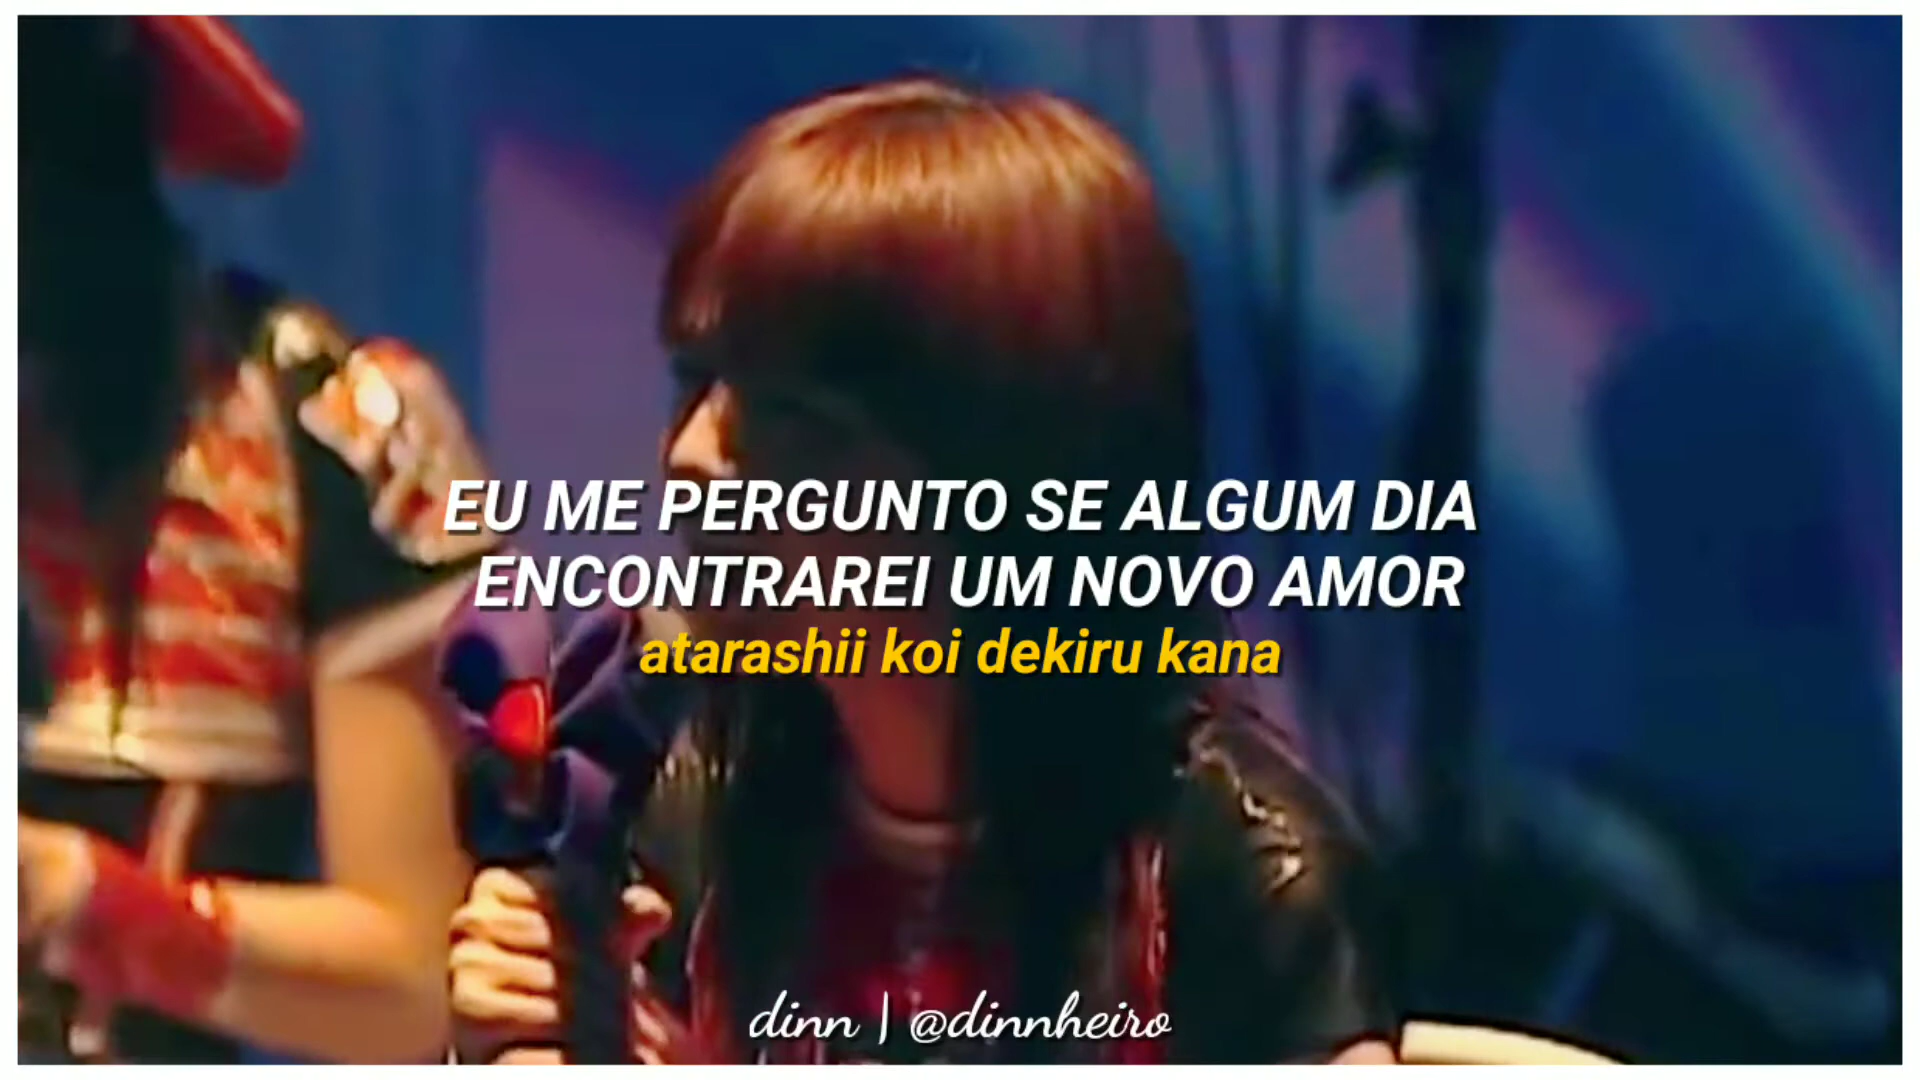 EU ME PERGUNTO SE ALGUM DIA
ENCONTRAREI UM NOVO AMOR
atarashii koi dekiru kana
dinn | @dinnheiro